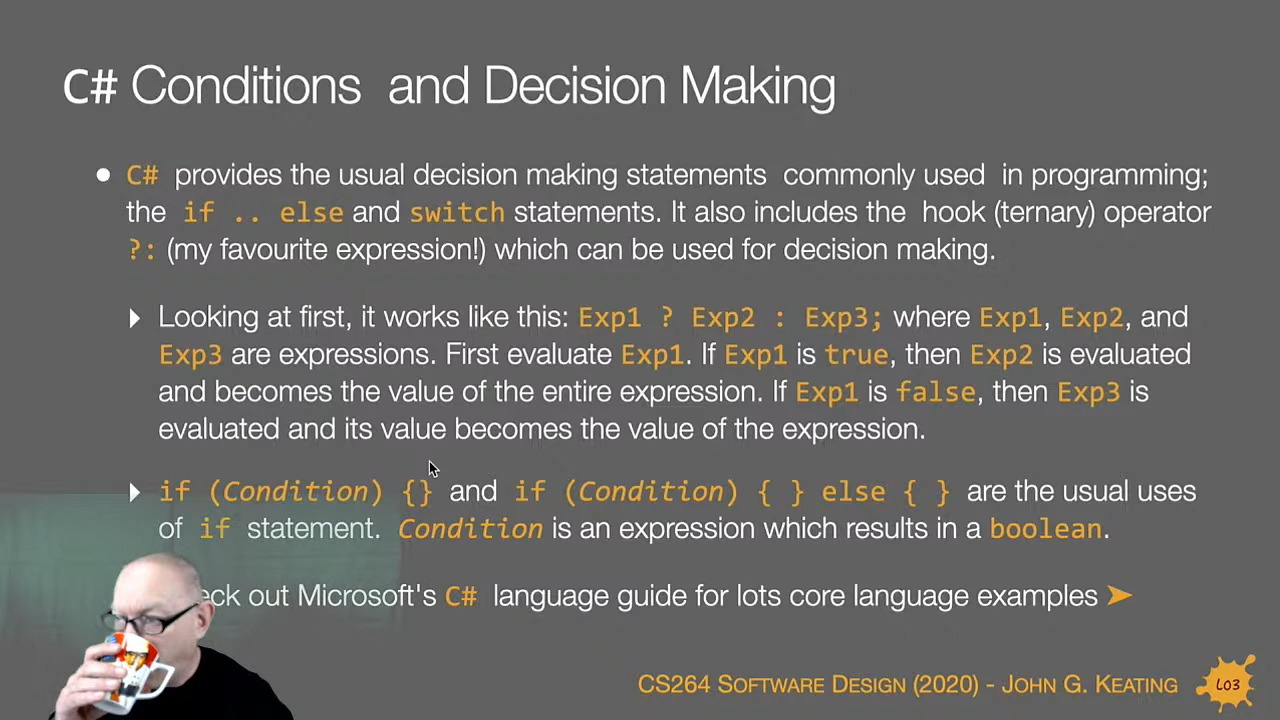 C# Conditions and Decision Making
• C# provides the usual decision making statements commonly used in programming;
the if .. else and switch statements. It also includes the hook (ternary) operator
?: (my favourite expression!) which can be used for decision making.
Looking at first, it works like this: Exp1 ? Exp2 : Exp3; where Exp1, Exp2, and
Exp3 are expressions. First evaluate Exp1. If Exp1 is true, then Exp2 is evaluated
and becomes the value of the entire expression. If Exp1 is false, then Exp3 is
evaluated and its value becomes the value of the expression.
if (Condition) {} and if (Condition) { } else { } are the usual uses
of if statement. Condition is an expression which results in a boolean.
eck out Microsoft's C# language guide for lots core language examples ➤
CS264 SOFTWARE DESIGN (2020) - JOHN G. KEATING
L03